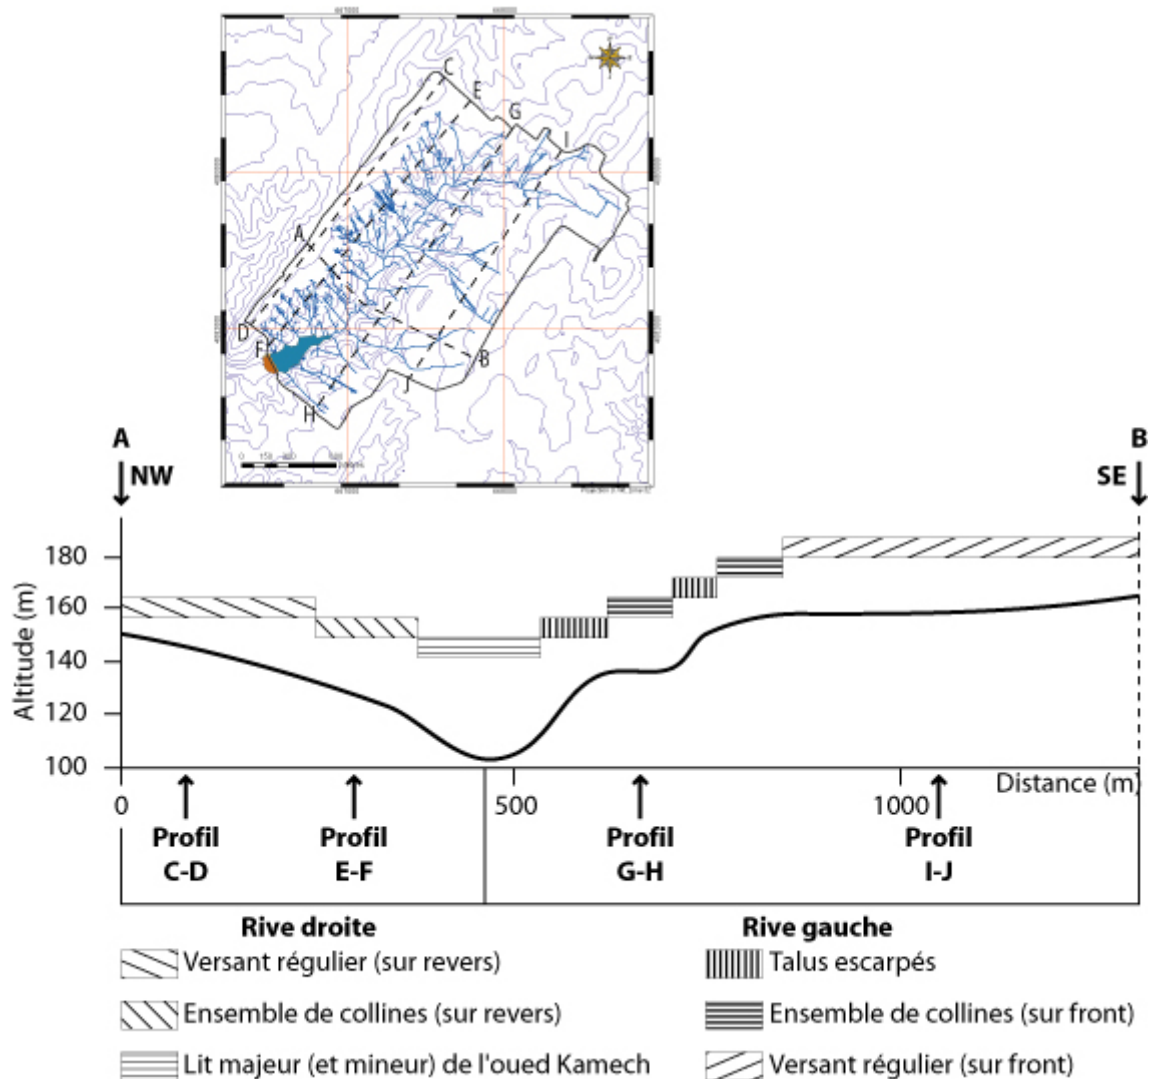 C
E
G
I
A
D
F
B
J
H
A
B
NW
SE
180
160
140
120
100
Altitude (m)
0
500
1000
Distance (m)
Profil
C-D
Profil
E-F
Profil
G-H
Profil
I-J
Rive droite
Rive gauche
Versant régulier (sur revers)
Talus escarpés
Ensemble de collines (sur revers)
Ensemble de collines (sur front)
Lit majeur (et mineur) de l'oued Kamech
Versant régulier (sur front)